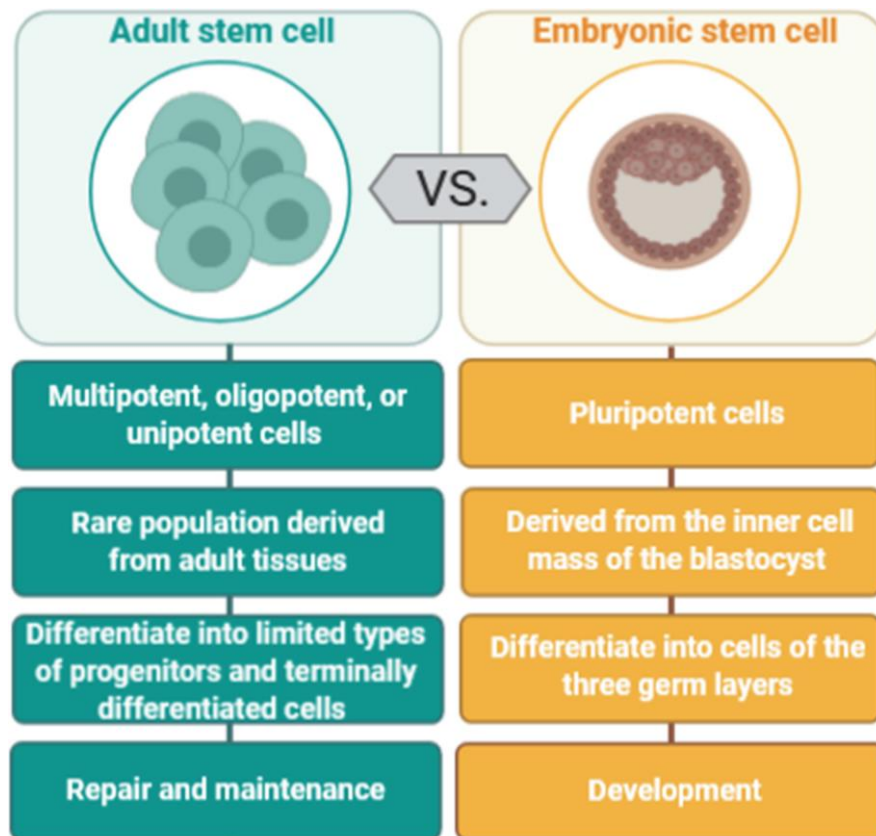 Adult stem cell
VS.
Embryonic stem cell
Multipotent, oligopotent, or
unipotent cells
Rare population derived
from adult tissues
Differentiate into limited types
of progenitors and terminally
differentiated cells
Repair and maintenance
Pluripotent cells
Derived from the inner cell
mass of the blastocyst
Differentiate into cells of the
three germ layers
Development